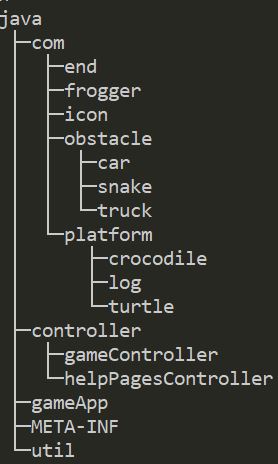 java
com
end
frogger
icon
obstacle
car
snake
truck
platform
crocodile
log
turtle
controller
gameController
helpPagesController
gameApp
META-INF
util